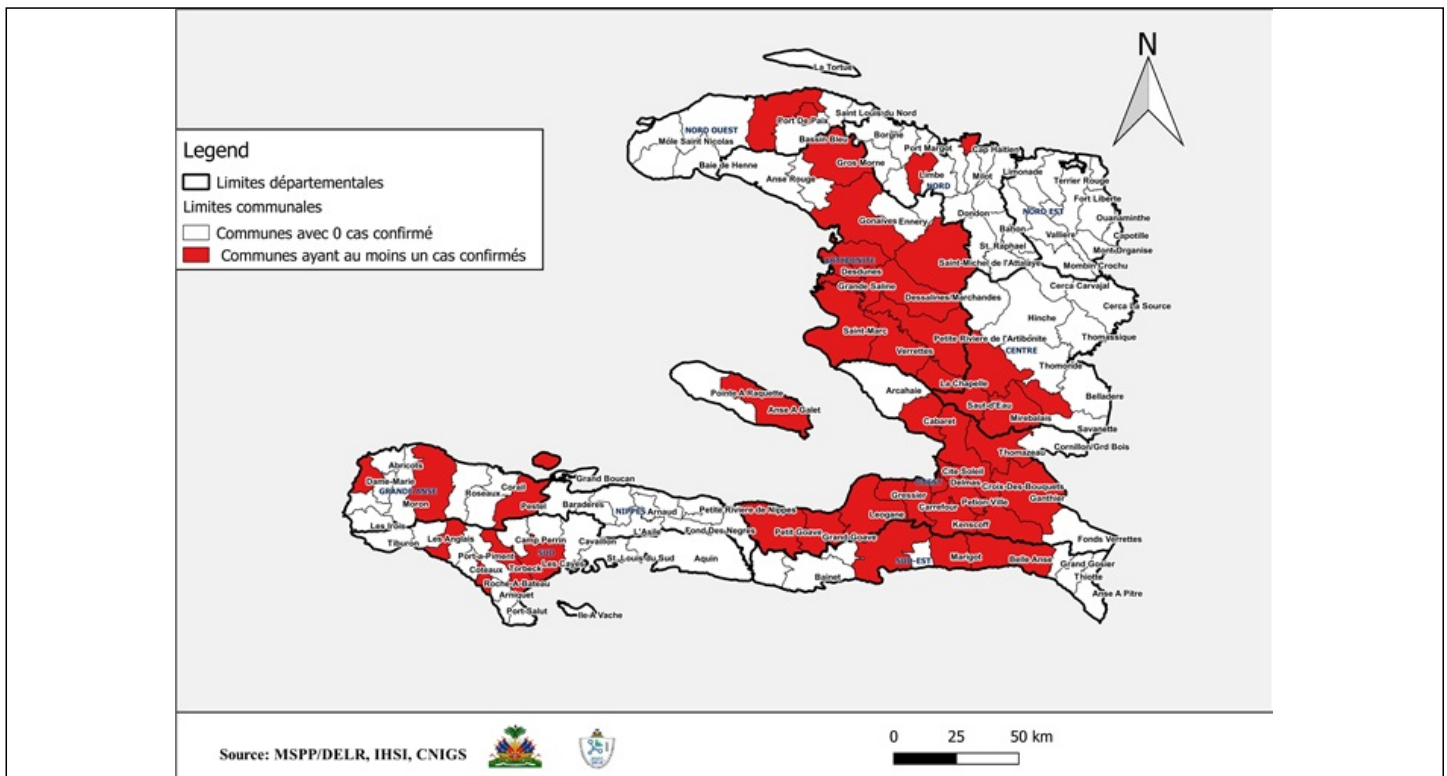 N
La Tortue
Legend
Limites départementales
Limites communales
Communes avec 0 cas confirmé
Communes ayant au moins un cas confirmés
Saint Louis du Nord
Port De Paix
NORD OUEST
Môle Saint Nicolas
Bassin Bleu
Borgne
Port Margot
Cap Haitien
Baie de Henne
Gros Morne
Limbe
Milot
Limonade
Terrier Rouge
Anse Rouge
NORD
Fort Liberte
Dondon
NORD EST
Ouanaminthe
Gonaives
Ennery
Bahon
Valliere
Capotille
St. Raphael
Mont-Organise
Saint-Michel de l'Attalaye
Mombin Crochu
Desdunes
Grande Saline
Cerca Carvajal
Dessalines/Marchandes
Cerca La Source
Hinche
Saint-Marc
Petite Riviere de l'Artibonite
Thomassique
Verrettes
CENTRE
Thomonde
La Chapelle
Arcahaie
Belladere
Pointe A Raquette
Anse A Galet
Saut-d'Eau
Mirebalais
Cabaret
Savanette
Cornillon/Grd Bois
Thomazeau
Abricots
Cite Soleil
Grand Boucan
Dame-Marie
Corail
Delmas
Croix-Des-Bouquets
GRANDE ANSE
Roseaux
Gressier
Petion Ville
Ganthier
Moron
Pestel
Baraderes
NIPPES
Arnaud
Petite Riviere de Nippes
Leogane
Carrefour
Kenscoff
Les Irois
Les Anglais
L'Asile
Fond Des Negres
Petit Goave
Grand Goave
Fonds Verrettes
Tiburon
Camp Perrin
Cavaillon
Port-a-Piment
SUD
Les Cayes
St. Louis du Sud
Aquin
SUD-EST
Marigot
Belle Anse
Grand Gosier
Coteaux
Torbeck
Bainet
Thiotte
Roche-A-Bateau
Arniquet
Anse A Pitre
Port-Salut
Ile A Vache
Source: MSPP/DELR, IHSI, CNIGS
0 25 50 km